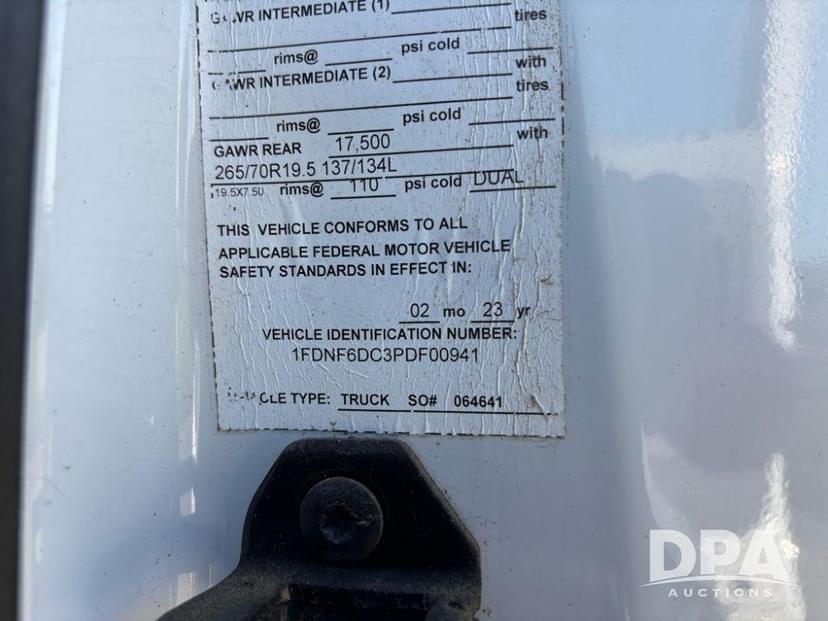 GAWR INTERMEDIATE (1) tires
rims@ psi cold with
GAWR INTERMEDIATE (2) tires
rims@ psi cold with
GAWR REAR 17,500
265/70R19.5 137/134L
19.5X7.50 rims@ 110 psi cold DUAL
THIS VEHICLE CONFORMS TO ALL
APPLICABLE FEDERAL MOTOR VEHICLE
SAFETY STANDARDS IN EFFECT IN:
02 mo 23 yr
VEHICLE IDENTIFICATION NUMBER:
1FDNF6DC3PDF00941
VEHICLE TYPE: TRUCK SO# 064641
DPA
AUCTIONS